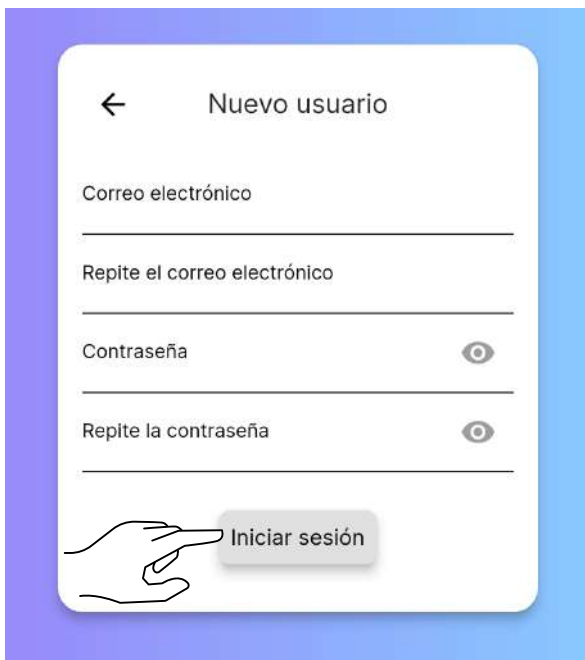 Nuevo usuario
Correo electrónico
Repite el correo electrónico
Contraseña
Repite la contraseña
Iniciar sesión